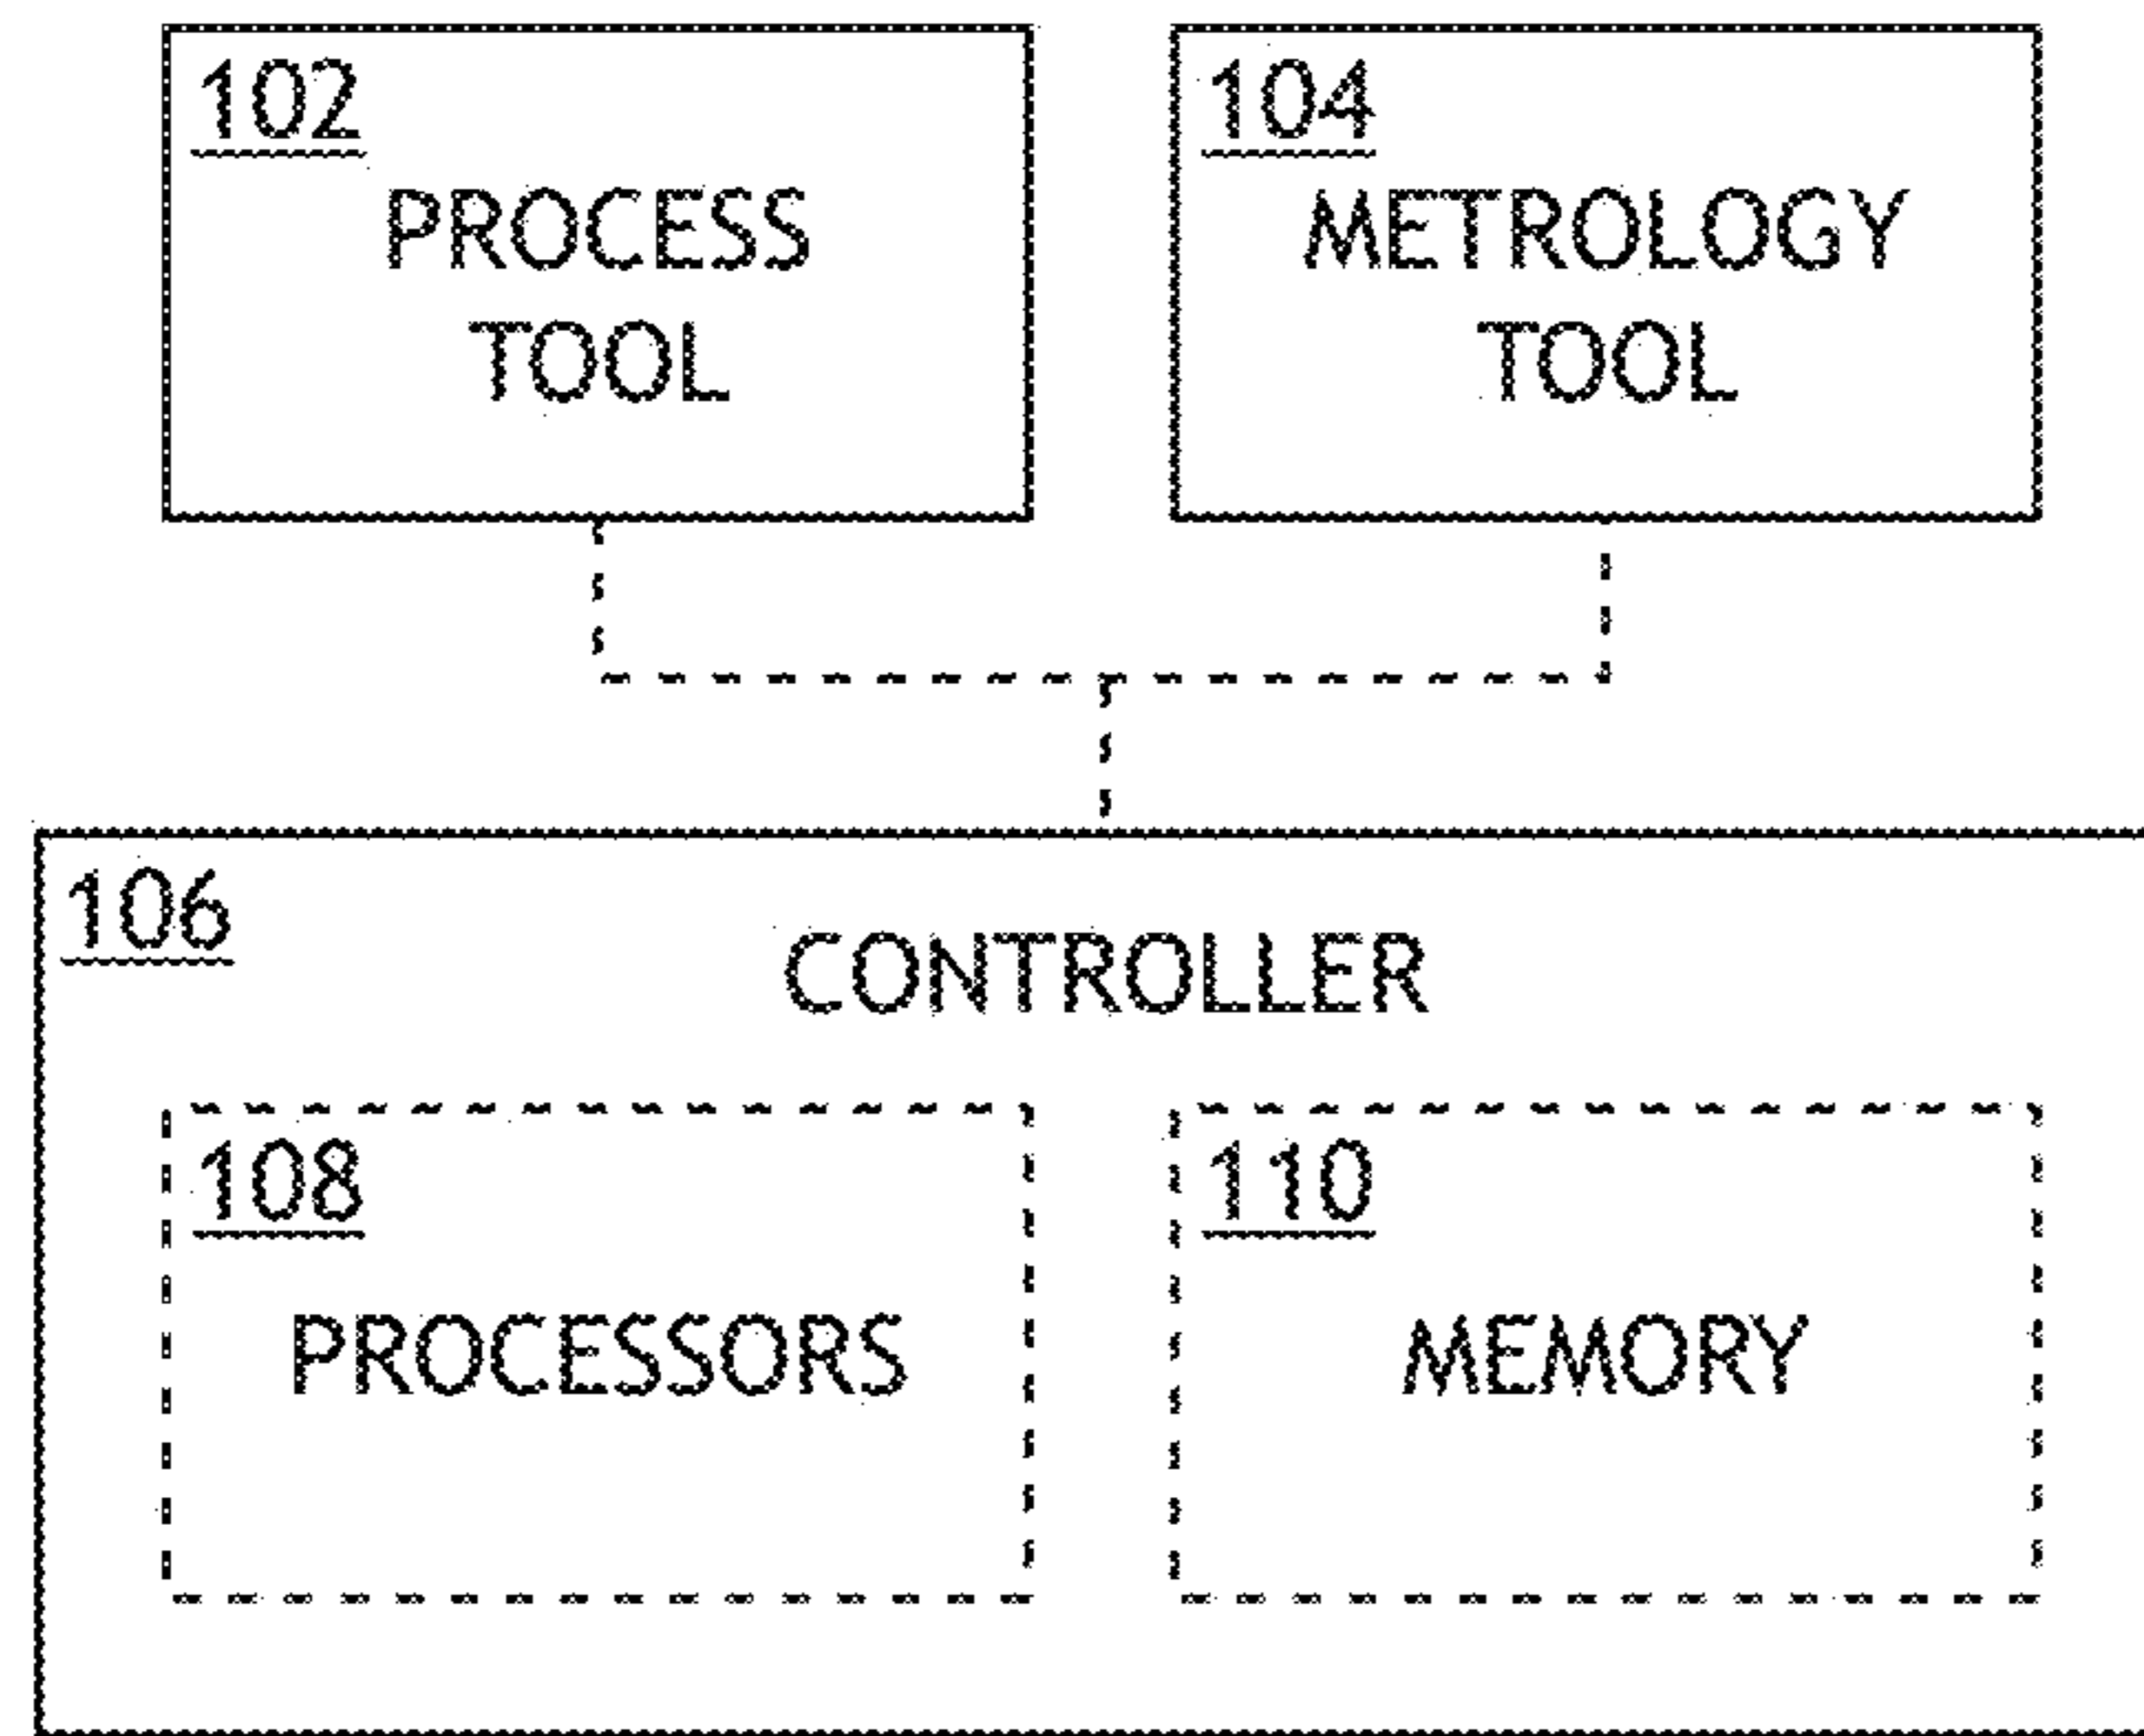 102
PROCESS
TOOL
104
METROLOGY
TOOL
106
CONTROLLER
108
PROCESSORS
110
MEMORY